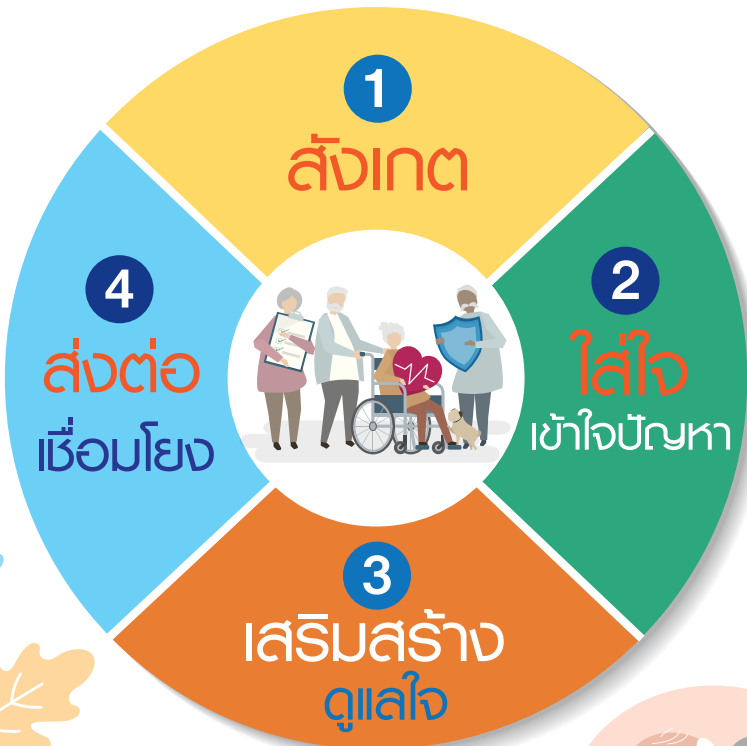 1
สังเกต
2
ใส่ใจ
เข้าใจปัญหา
3
เสริมสร้าง
ดูแลใจ
4
ส่งต่อ
เชื่อมโยง